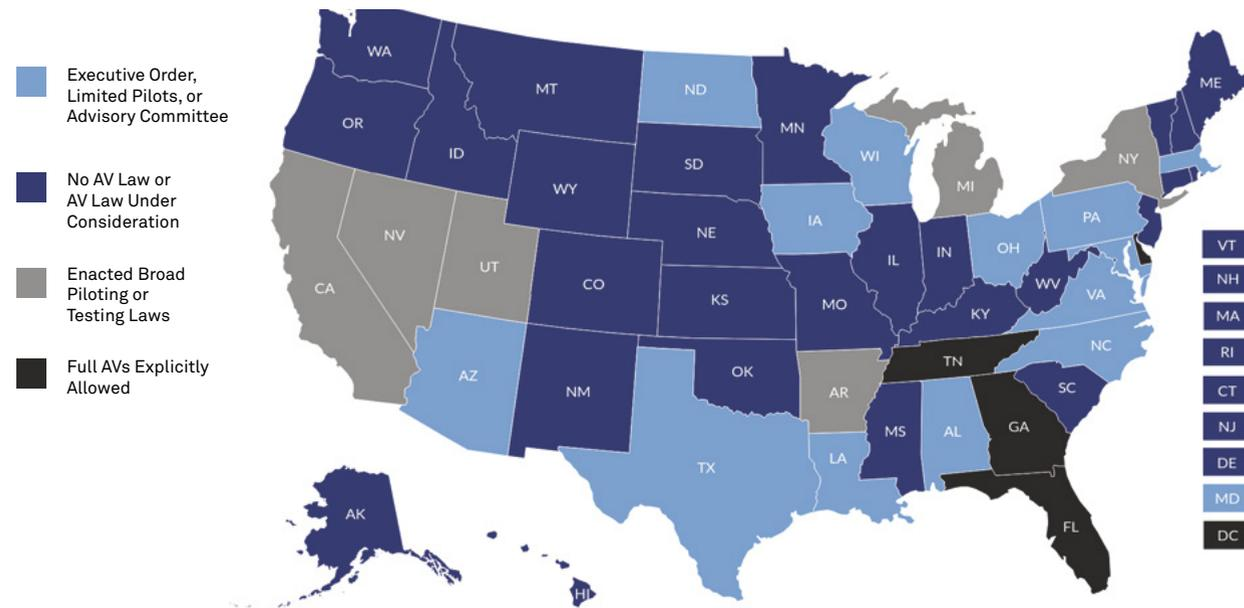 Executive Order,
Limited Pilots, or
Advisory Committee
No AV Law or
AV Law Under
Consideration
Enacted Broad
Piloting or
Testing Laws
Full AVs Explicitly
Allowed
WA
MT
ND
MN
ME
OR
ID
SD
WI
NY
MI
WY
IA
PA
NE
NV
UT
CO
IL
IN
OH
WV
VA
CA
KS
MO
KY
NC
TN
AZ
NM
OK
AR
SC
MS
AL
GA
TX
LA
FL
AK
HI
VT
NH
MA
RI
CT
NJ
DE
MD
DC